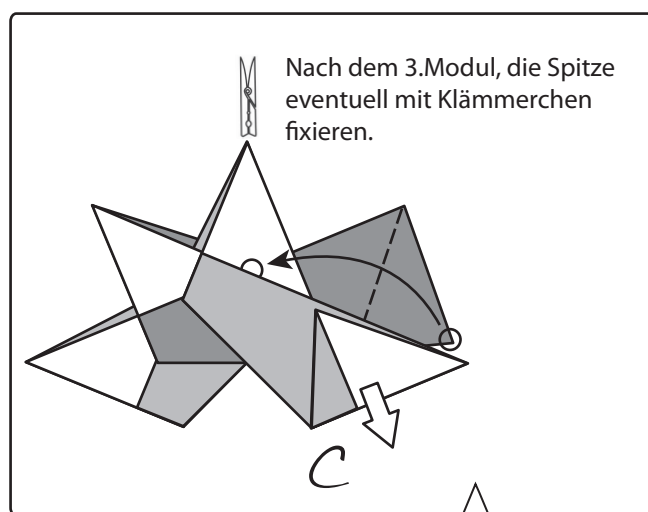 Nach dem 3.Modul, die Spitze
eventuell mit Klämmerchen
fixieren.
C